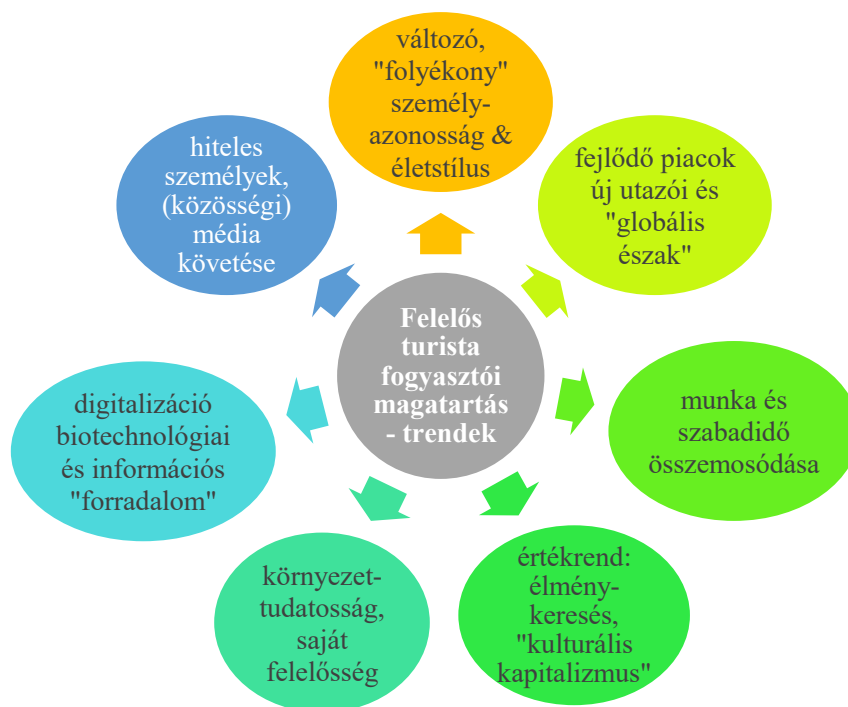 változó,
"folyékony"
személy-
azonosság &
életstílus
fejlődő piacok
új utazói és
"globális
észak"
munka és
szabadidő
összemosódása
értékrend:
élmény-
keresés,
"kulturális
kapitalizmus"
környezet-
tudatosság,
saját
felelősség
digitalizáció
biotechnológiai
és információs
"forradalom"
hiteles
személyek,
(közösségi)
média
követése
Felelős
turista
fogyasztói
magatartás
- trendek